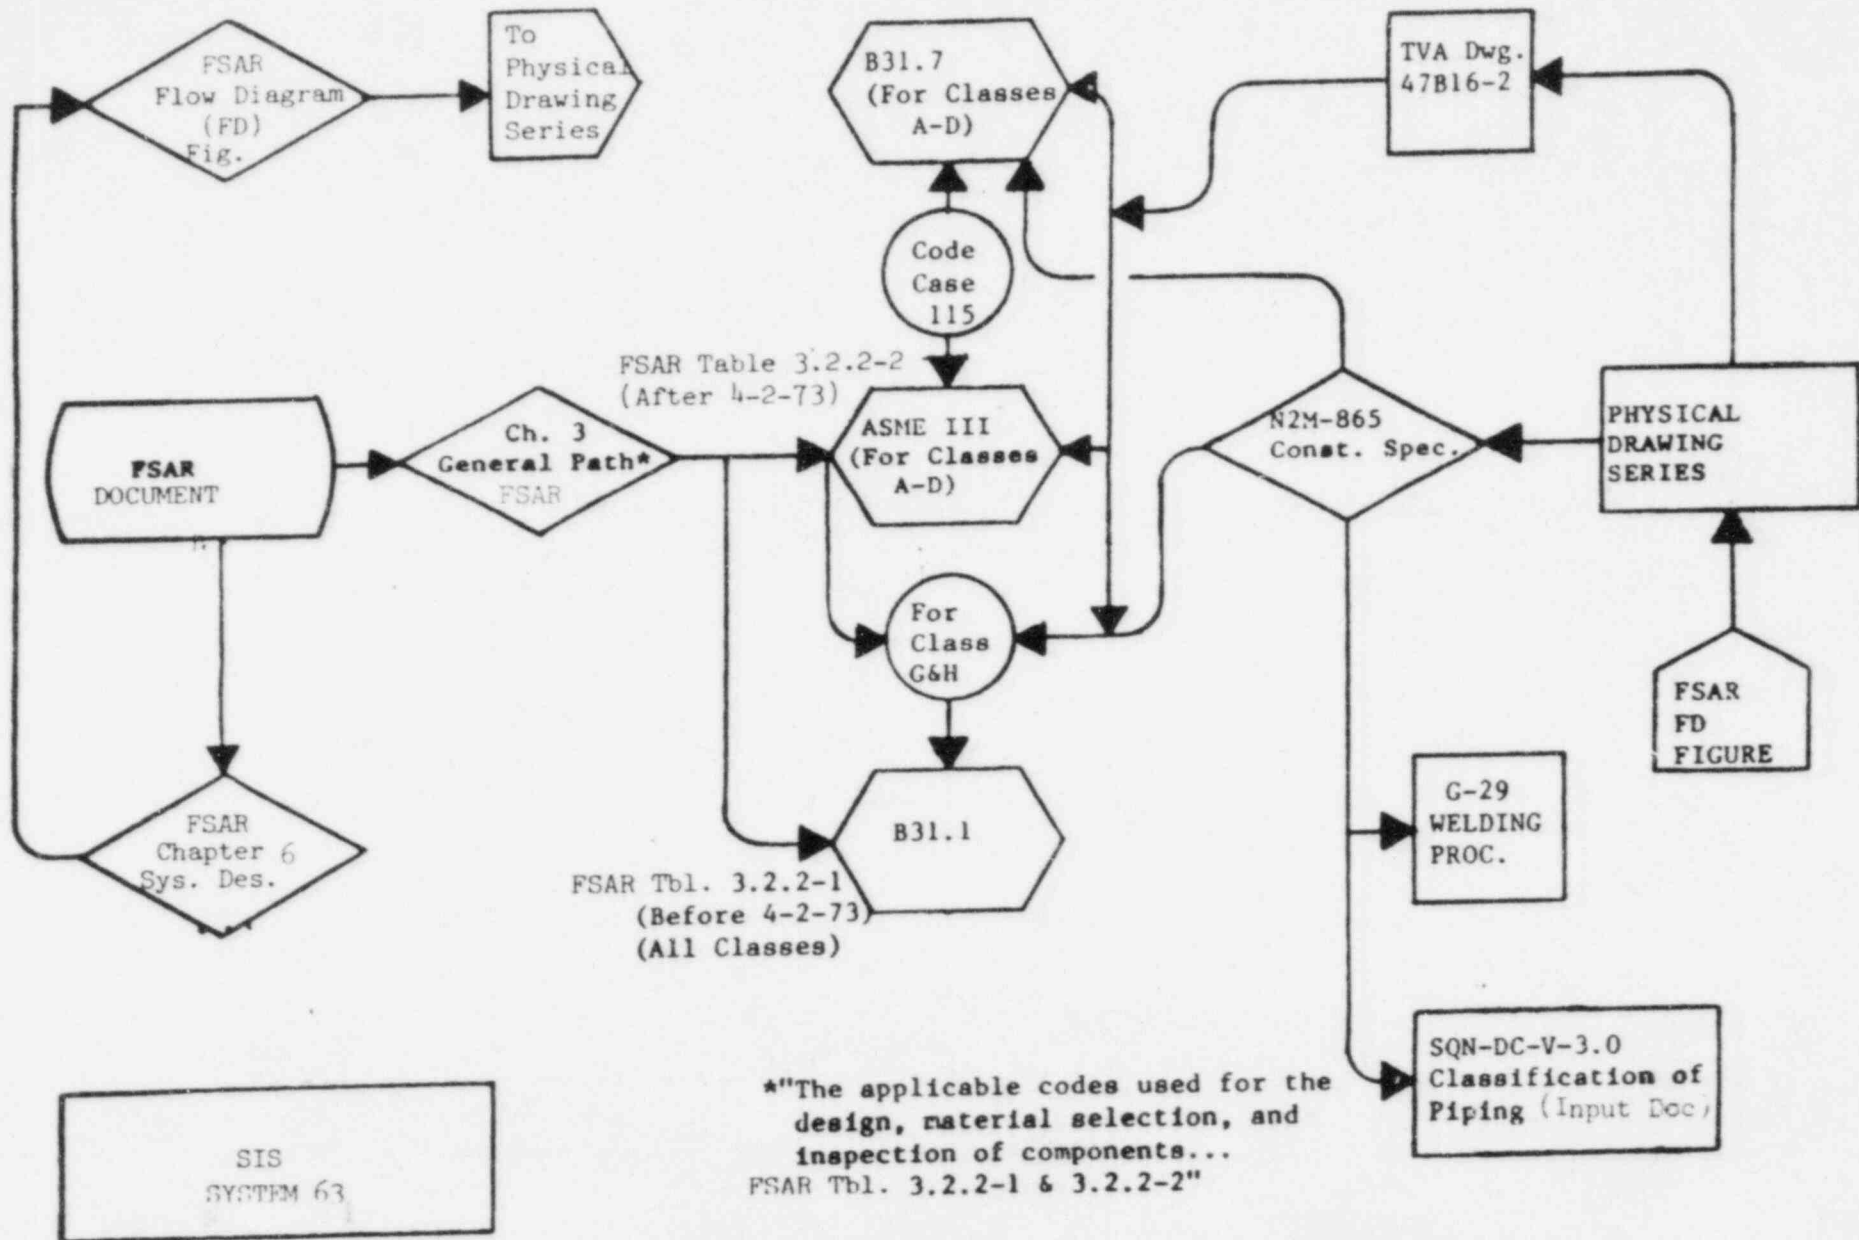 FSAR
Flow Diagram
(FD)
Fig.
To
Physical
Drawing
Series
B31.7
(For Classes
A-D)
TVA Dwg.
47B16-2
Code
Case
115
FSAR Table 3.2.2-2
(After 4-2-73)
FSAR
DOCUMENT
Ch. 3
General Path*
FSAR
ASME III
(For Classes
A-D)
N2M-865
Const. Spec.
PHYSICAL
DRAWING
SERIES
For
Class
G&H
FSAR
FD
FIGURE
FSAR
Chapter 6
Sys. Des.
B31.1
FSAR Tbl. 3.2.2-1
(Before 4-2-73)
(All Classes)
G-29
WELDING
PROC.
SQN-DC-V-3.0
Classification of
Piping (Input Doc)
SIS
SYSTEM 63
*"The applicable codes used for the
design, material selection, and
inspection of components...
FSAR Tbl. 3.2.2-1 & 3.2.2-2"